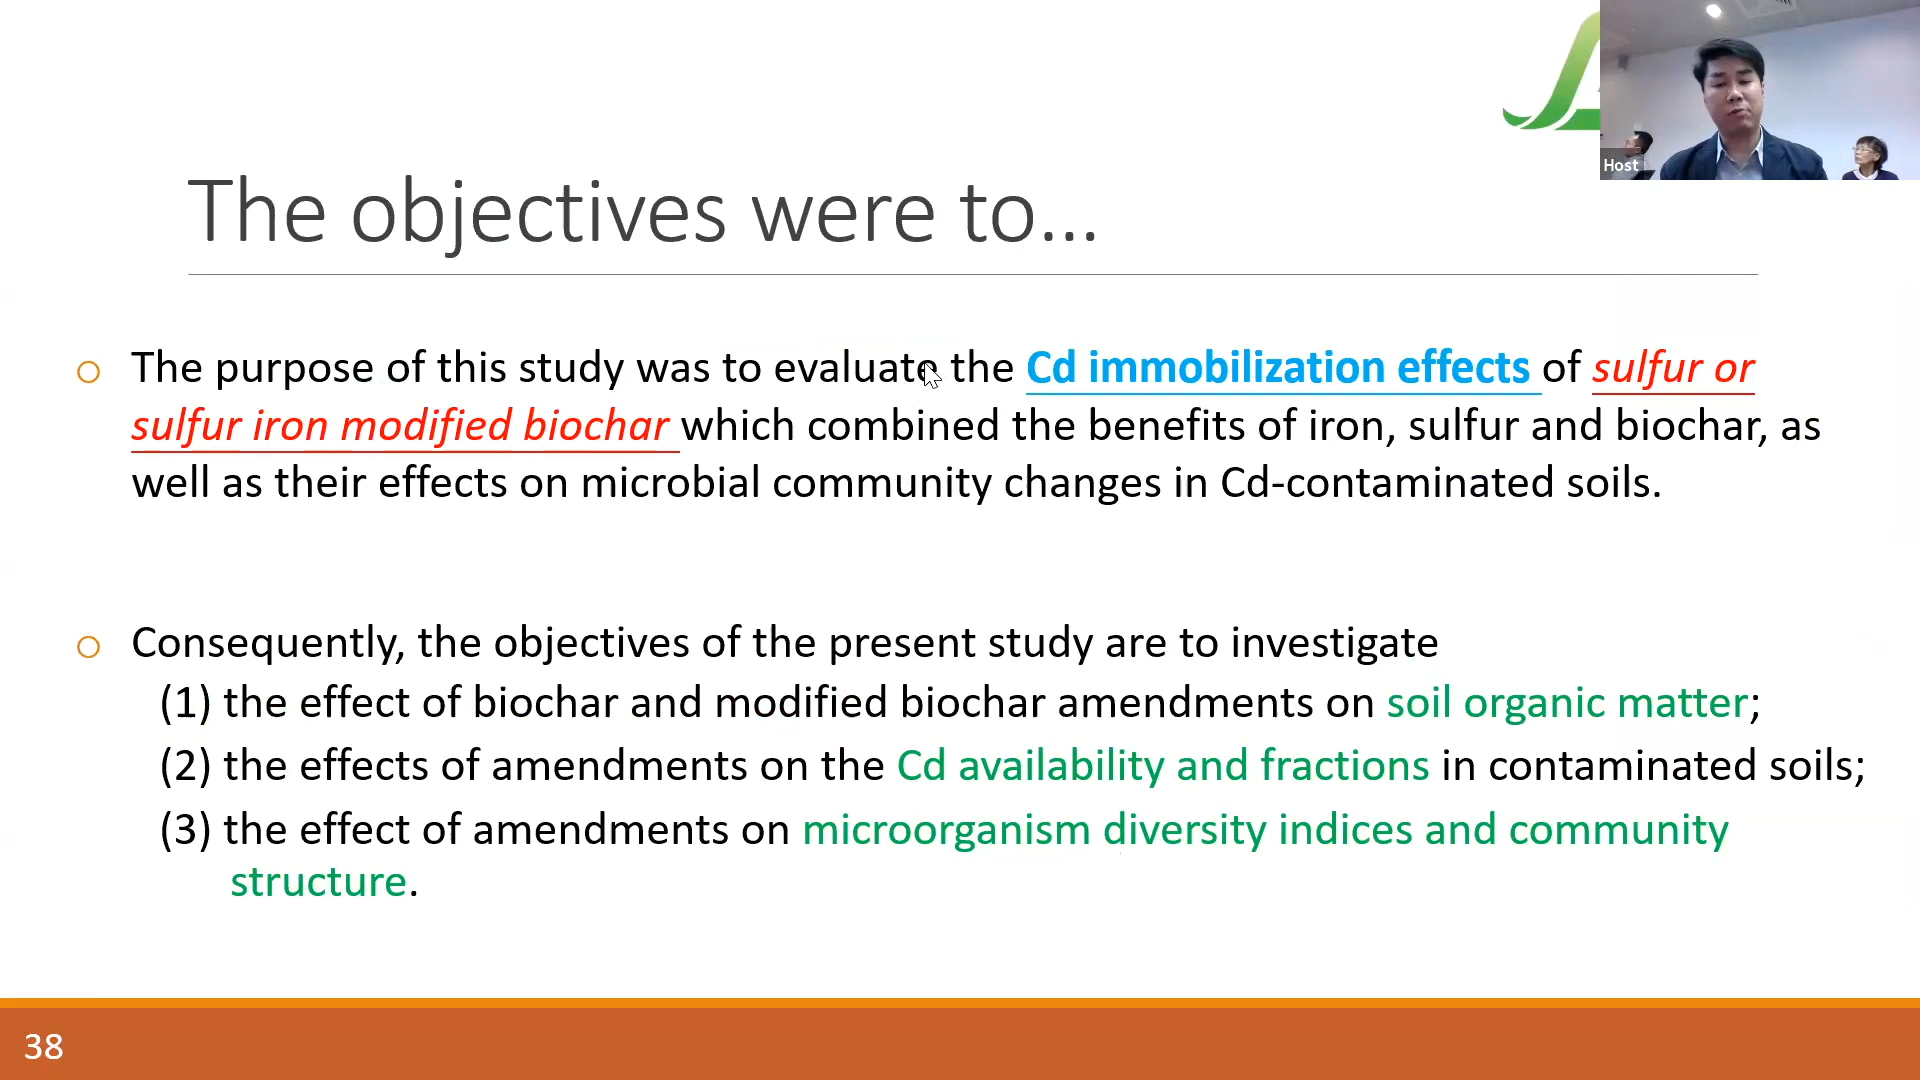 Host
The objectives were to...
The purpose of this study was to evaluate the Cd immobilization effects of sulfur or
sulfur iron modified biochar which combined the benefits of iron, sulfur and biochar, as
well as their effects on microbial community changes in Cd-contaminated soils.
Consequently, the objectives of the present study are to investigate
(1) the effect of biochar and modified biochar amendments on soil organic matter;
(2) the effects of amendments on the Cd availability and fractions in contaminated soils;
(3) the effect of amendments on microorganism diversity indices and community
structure.
38